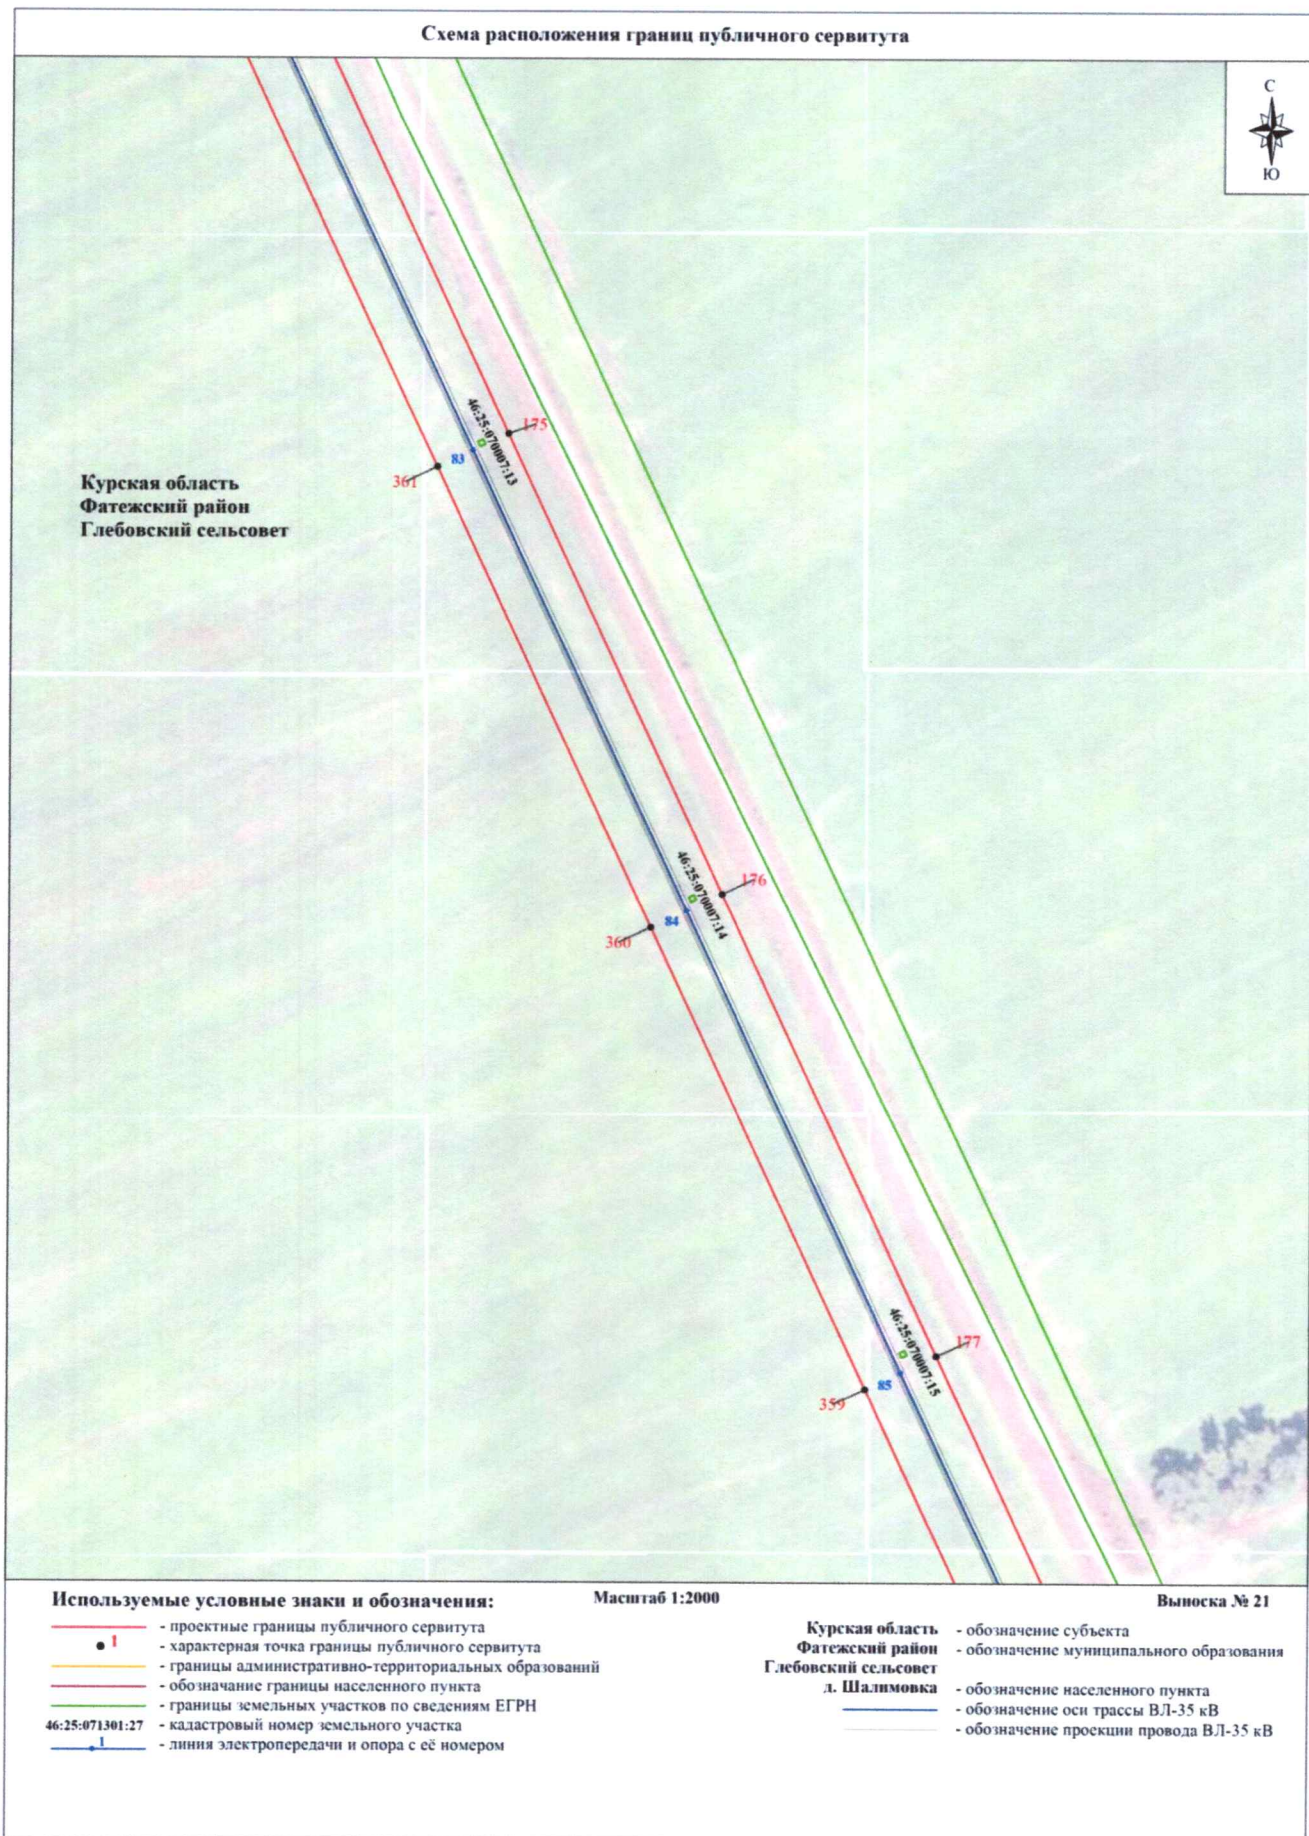 Схема расположения границ публичного сервитута
С
Ю
46:25:070007:13
175
83
361
Курская область
Фатежский район
Глебовский сельсовет
46:25:070007:14
176
84
360
46:25:070007:15
177
85
359
Используемые условные знаки и обозначения:
Масштаб 1:2000
Выноска № 21
- проектные границы публичного сервитута
1 - характерная точка границы публичного сервитута
- границы административно-территориальных образований
- обозначание границы населенного пункта
- границы земельных участков по сведениям ЕГРН
46:25:071301:27 - кадастровый номер земельного участка
1 - линия электропередачи и опора с её номером
Курская область - обозначение субъекта
Фатежский район - обозначение муниципального образования
Глебовский сельсовет
д. Шалимовка - обозначение населенного пункта
- обозначение оси трассы ВЛ-35 кВ
- обозначение проекции провода ВЛ-35 кВ